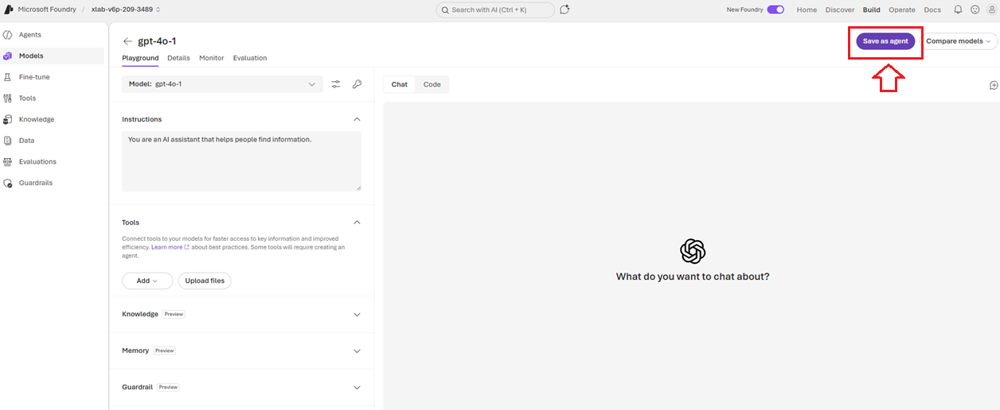 Microsoft Foundry / xlab-v6p-209-3489
Search with AI (Ctrl + K)
New Foundry
Home
Discover
Build
Operate
Docs
Agents
Models
Fine-tune
Tools
Knowledge
Data
Evaluations
Guardrails
gpt-4o-1
Save as agent
Compare models
Playground
Details
Monitor
Evaluation
Model: gpt-4o-1
Chat
Code
Instructions
You are an AI assistant that helps people find information.
Tools
Connect tools to your models for faster access to key information and improved
efficiency. Learn more about best practices. Some tools will require creating an
agent.
Add
Upload files
Knowledge Preview
Memory Preview
Guardrail Preview
What do you want to chat about?